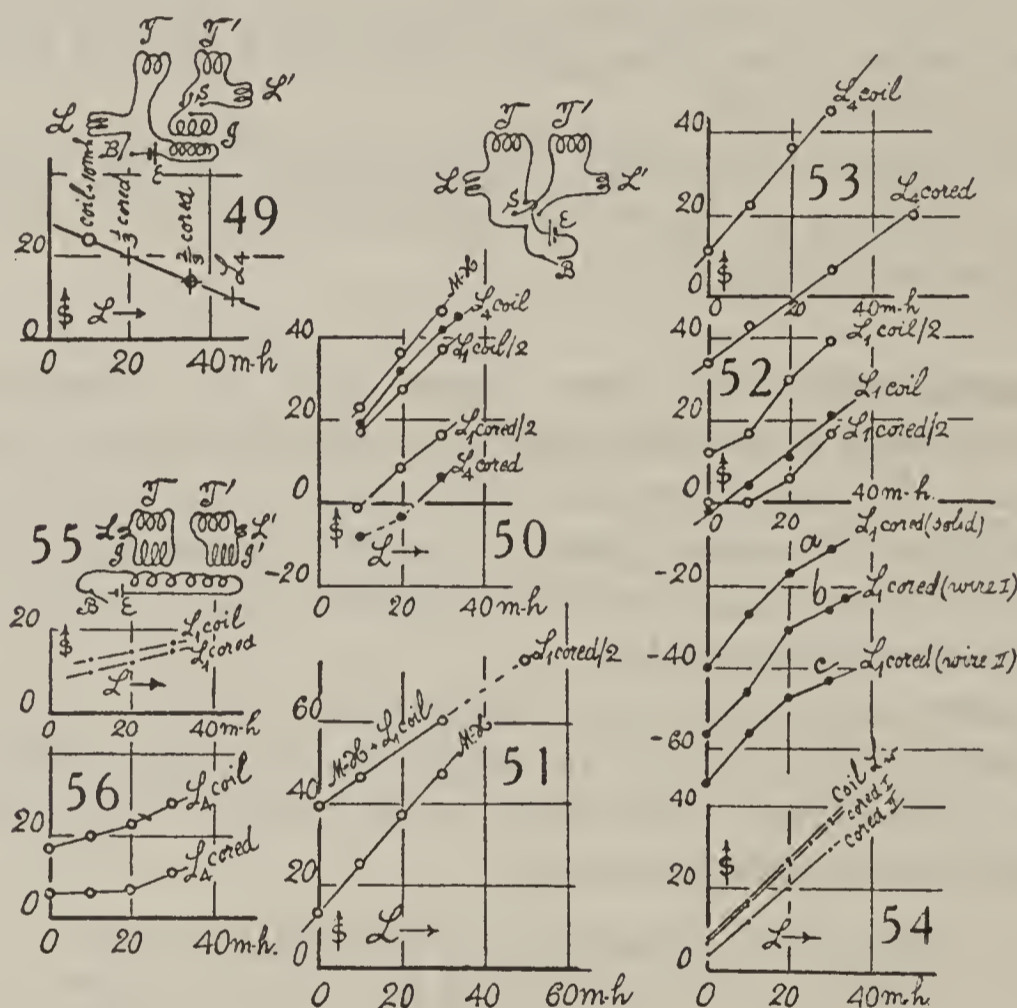 T T'
L S L'
B E g
coil+10mh
1/3 cored
2/3 cored
L4
49
20
0
$ L →
0 20 40 m-h
T T'
L S L'
E
B
M-H
L4 coil
L1 coil/2
L1 cored/2
L4 cored
40
20
0
-20
$
L →
50
0 20 40 m-h
L4 coil
53
L4 cored
40
20
0
$
20 40 m-h
L1 coil/2
52
L1 coil
L1 cored/2
40
20
0
$
20 40 m-h.
a L1 cored (solid)
b L1 cored (wire I)
c L1 cored (wire II)
-20
-40
-60
55
T T'
L L'
g g'
B E
20
0
$
L1 coil
L1 cored
L →
56
L4 coil
L4 cored
20
0
0 20 40 m-h.
L1 cored/2
M-H + L1 coil
M-H
51
60
40
20
0
$ L →
0 20 40 60 m-h
Coil
cored I
cored II
40
20
0
$
L →
54
0 20 40 m-h.